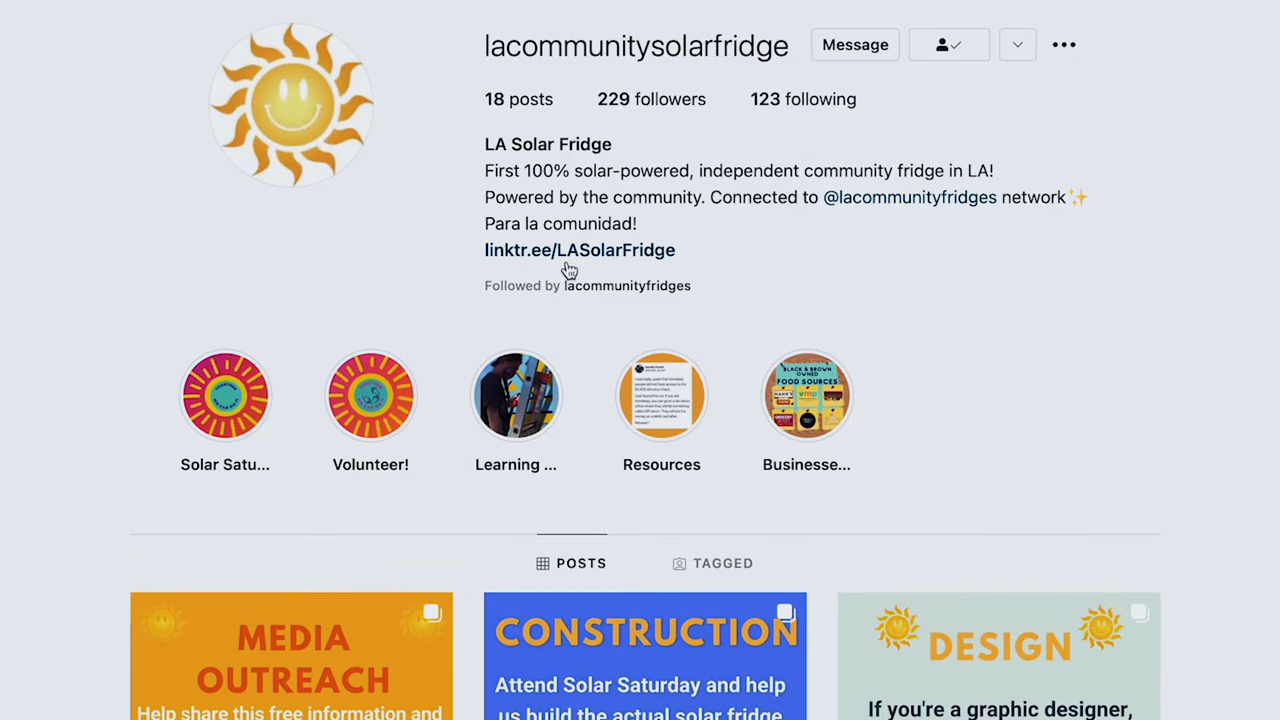 lacommunitysolarfridge
Message
18 posts 229 followers 123 following
LA Solar Fridge
First 100% solar-powered, independent community fridge in LA!
Powered by the community. Connected to @lacommunityfridges network✨
Para la comunidad!
linktr.ee/LASolarFridge
Followed by lacommunityfridges
BLACK & BROWN
OWNED
FOOD SOURCES
Solar Satu...
Volunteer!
Learning ...
Resources
Businesse...
POSTS
TAGGED
MEDIA
OUTREACH
Help share this free information and
CONSTRUCTION
Attend Solar Saturday and help
us build the actual solar fridge
DESIGN
If you're a graphic designer,